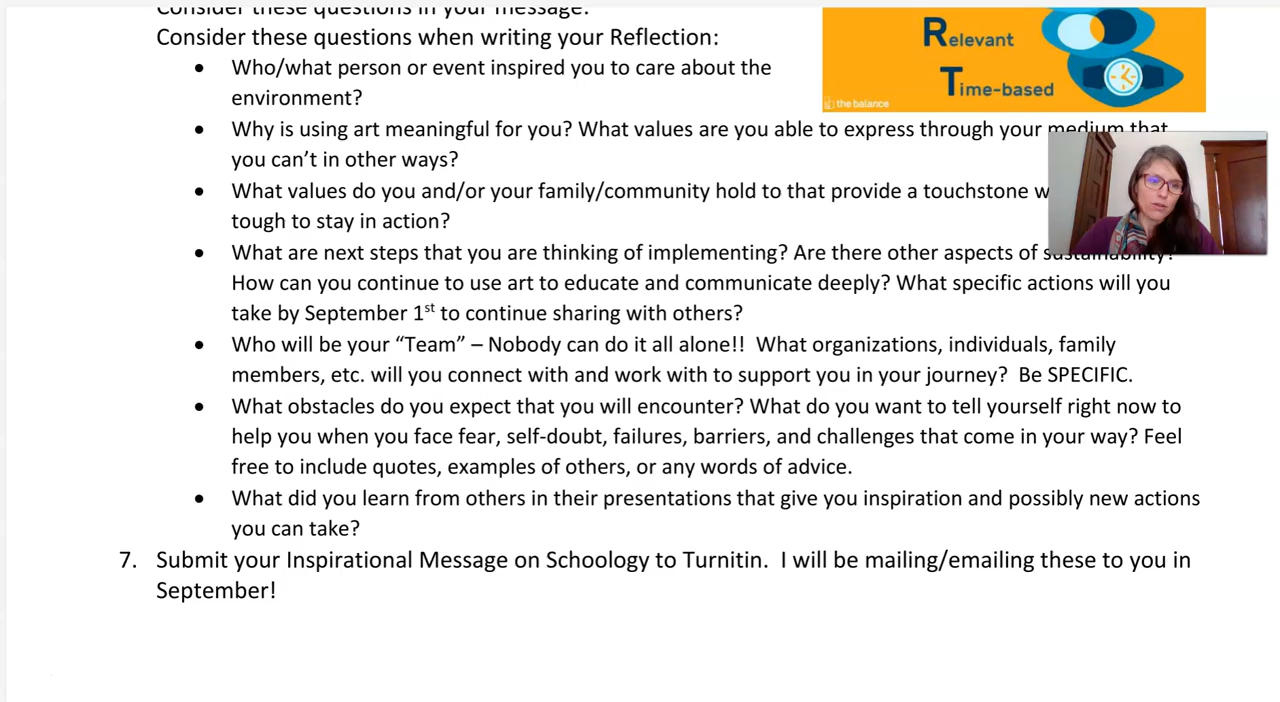 Consider these questions in your message.
Consider these questions when writing your Reflection:
• Who/what person or event inspired you to care about the
environment?
• Why is using art meaningful for you? What values are you able to express through your medium that
you can’t in other ways?
• What values do you and/or your family/community hold to that provide a touchstone
tough to stay in action?
• What are next steps that you are thinking of implementing? Are there other aspects of sustainability?
How can you continue to use art to educate and communicate deeply? What specific actions will you
take by September 1st to continue sharing with others?
• Who will be your “Team” – Nobody can do it all alone!! What organizations, individuals, family
members, etc. will you connect with and work with to support you in your journey? Be SPECIFIC.
• What obstacles do you expect that you will encounter? What do you want to tell yourself right now to
help you when you face fear, self-doubt, failures, barriers, and challenges that come in your way? Feel
free to include quotes, examples of others, or any words of advice.
• What did you learn from others in their presentations that give you inspiration and possibly new actions
you can take?
7. Submit your Inspirational Message on Schoology to Turnitin. I will be mailing/emailing these to you in
September!
Relevant
Time-based
the balance